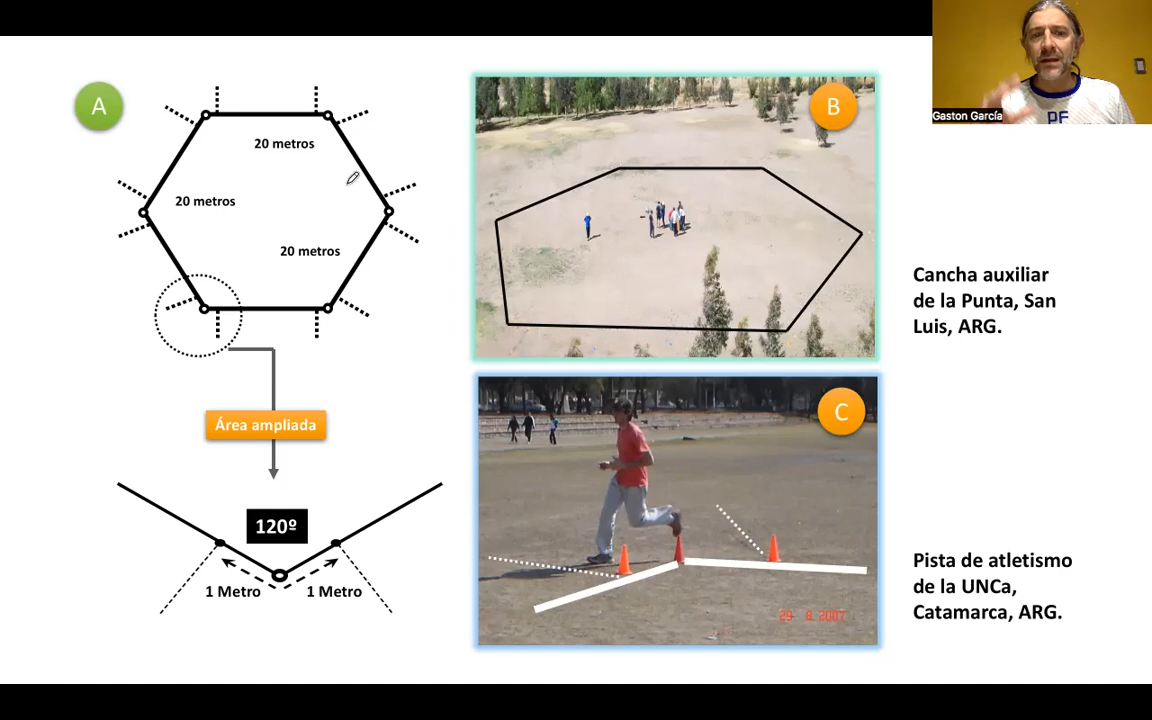 A
20 metros
20 metros
20 metros
Área ampliada
120º
1 Metro
1 Metro
B
C
29 8 2007
Cancha auxiliar
de la Punta, San
Luis, ARG.
Pista de atletismo
de la UNCa,
Catamarca, ARG.
Gaston García
PF